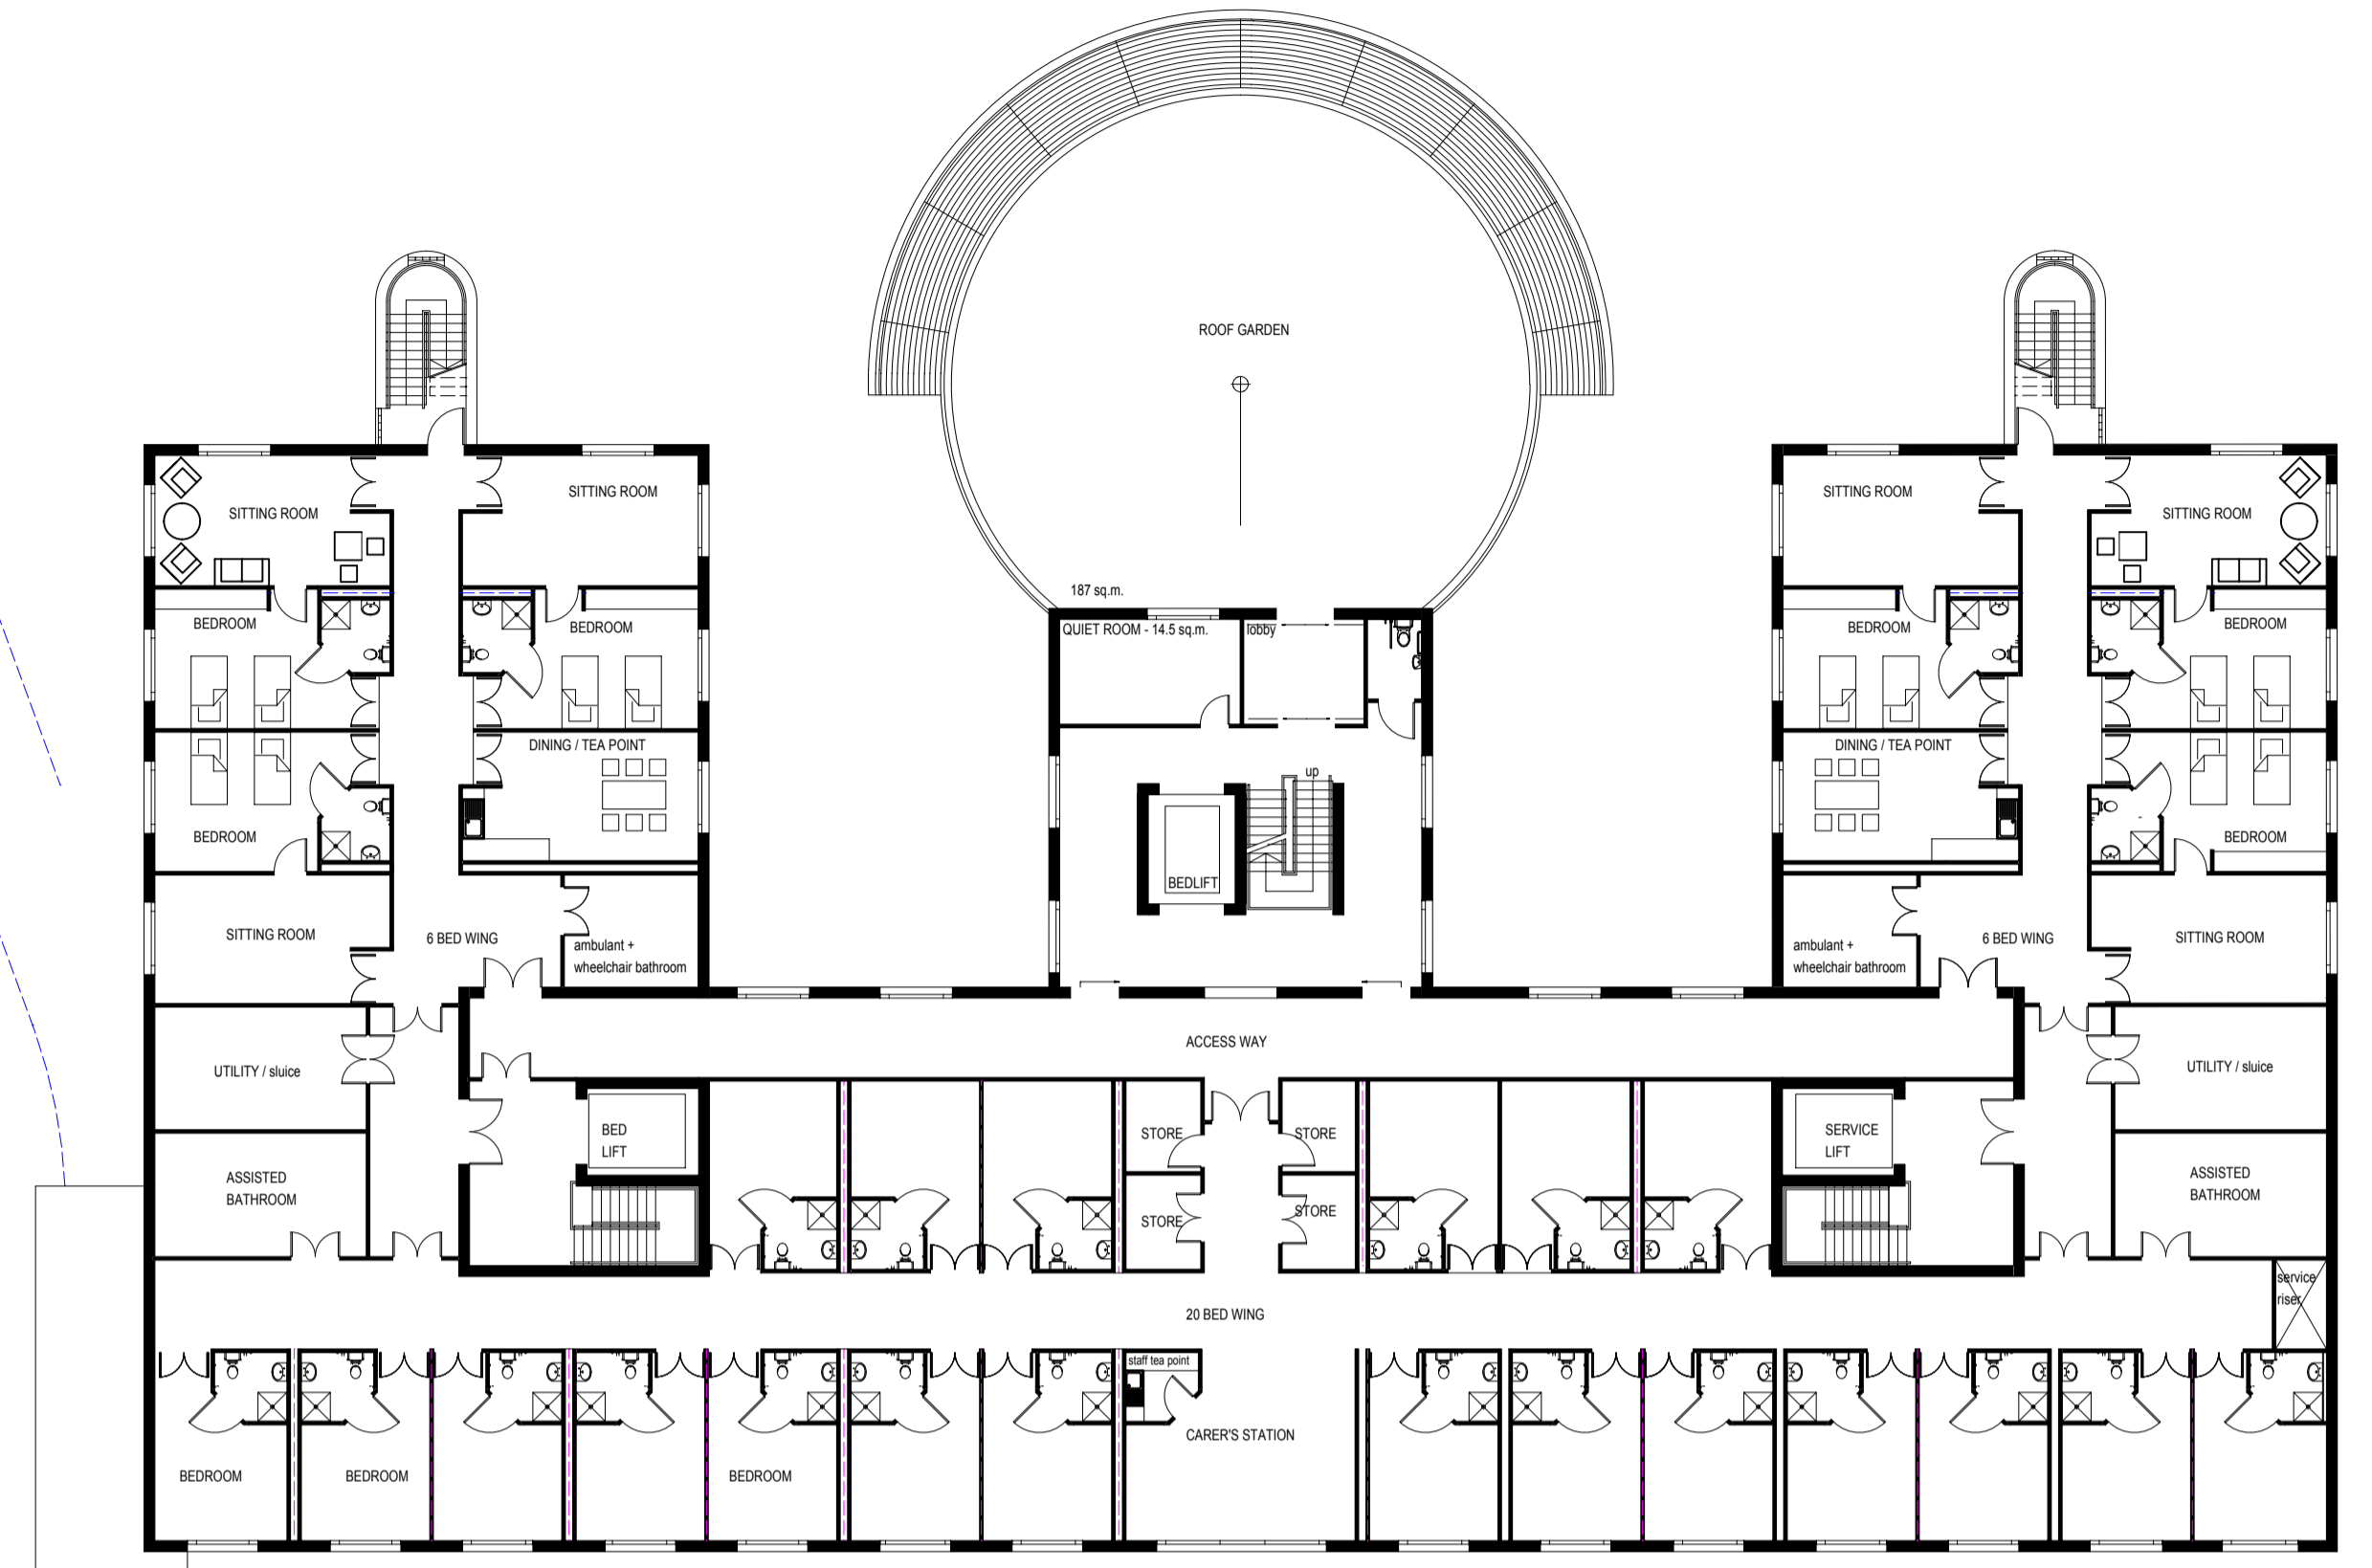 ROOF GARDEN
SITTING ROOM
SITTING ROOM
SITTING ROOM
SITTING ROOM
187 sq.m.
BEDROOM
BEDROOM
QUIET ROOM - 14.5 sq.m.
lobby
BEDROOM
BEDROOM
DINING / TEA POINT
up
DINING / TEA POINT
BEDROOM
BEDROOM
BEDLIFT
SITTING ROOM
6 BED WING
ambulant +
wheelchair bathroom
ambulant +
wheelchair bathroom
6 BED WING
SITTING ROOM
ACCESS WAY
UTILITY / sluice
UTILITY / sluice
BED
LIFT
STORE
STORE
SERVICE
LIFT
ASSISTED
BATHROOM
STORE
STORE
ASSISTED
BATHROOM
service
riser
20 BED WING
staff tea point
CARER'S STATION
BEDROOM
BEDROOM
BEDROOM